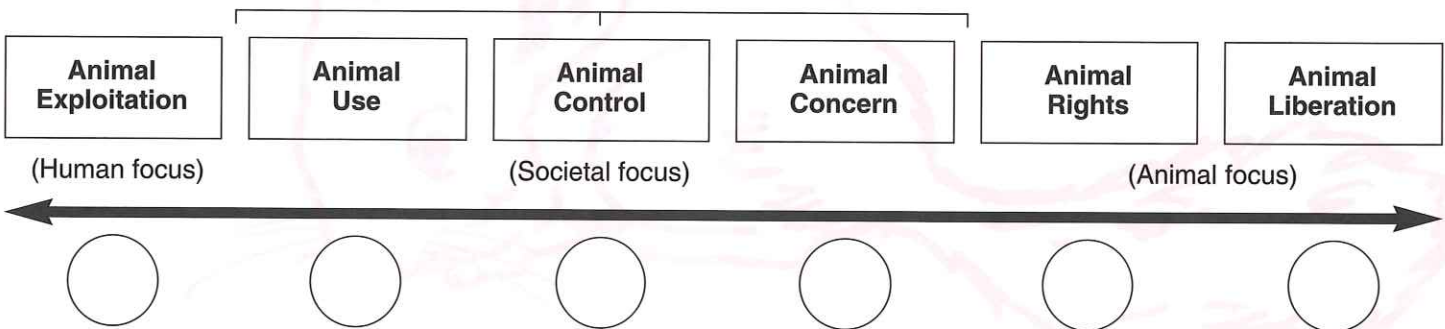 Animal
Exploitation
Animal
Use
Animal
Control
Animal
Concern
Animal
Rights
Animal
Liberation
(Human focus)
(Societal focus)
(Animal focus)